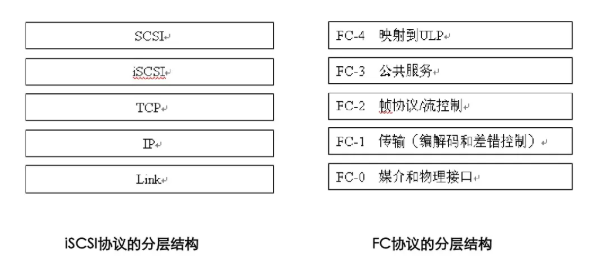 SCSI
iSCSI
TCP
IP
Link
iSCSI协议的分层结构
FC-4 映射到ULP
FC-3 公共服务
FC-2 帧协议/流控制
FC-1 传输（编解码和差错控制）
FC-0 媒介和物理接口
FC协议的分层结构